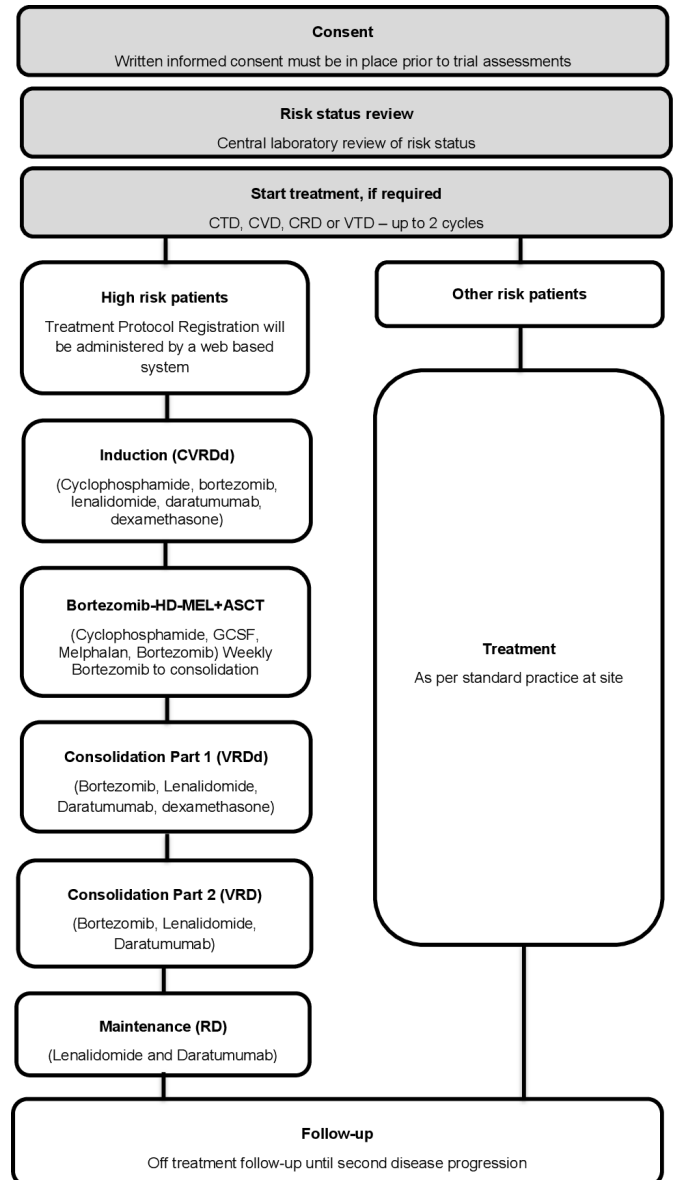 Consent
Written informed consent must be in place prior to trial assessments
Risk status review
Central laboratory review of risk status
Start treatment, if required
CTD, CVD, CRD or VTD – up to 2 cycles
High risk patients
Treatment Protocol Registration will
be administered by a web based
system
Other risk patients
Induction (CVRDd)
(Cyclophosphamide, bortezomib,
lenalidomide, daratumumab,
dexamethasone)
Bortezomib-HD-MEL+ASCT
(Cyclophosphamide, GCSF,
Melphalan, Bortezomib) Weekly
Bortezomib to consolidation
Treatment
As per standard practice at site
Consolidation Part 1 (VRDd)
(Bortezomib, Lenalidomide,
Daratumumab, dexamethasone)
Consolidation Part 2 (VRD)
(Bortezomib, Lenalidomide,
Daratumumab)
Maintenance (RD)
(Lenalidomide and Daratumumab)
Follow-up
Off treatment follow-up until second disease progression